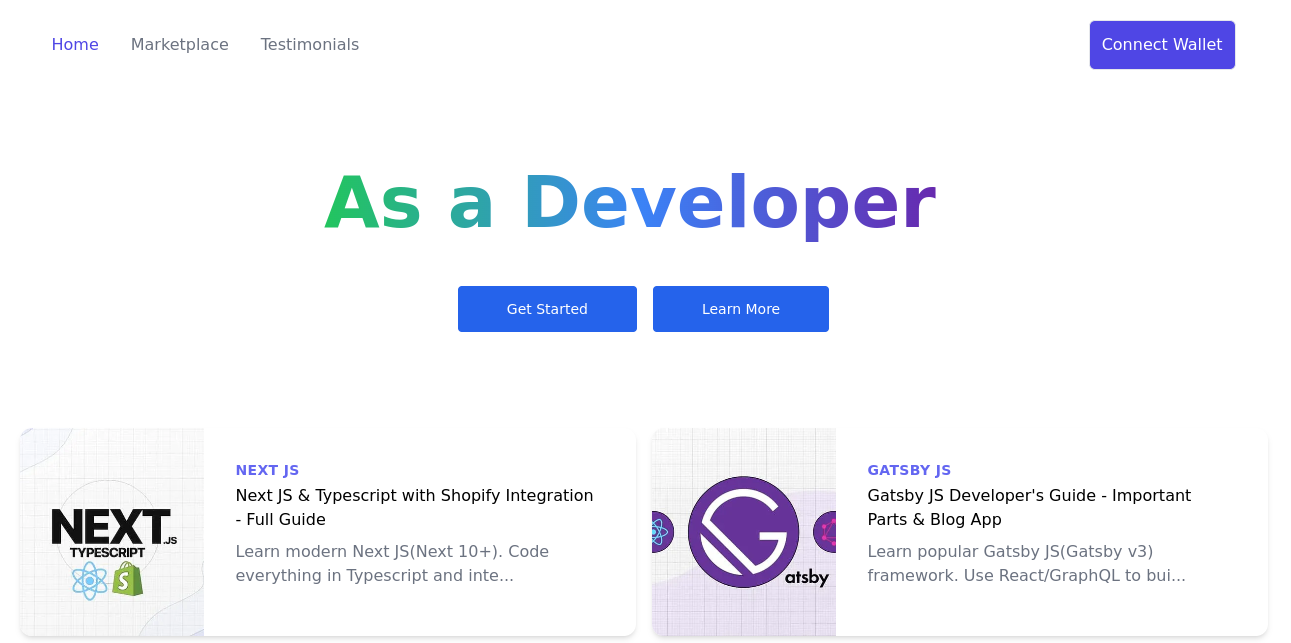 Home Marketplace Testimonials Connect Wallet
As a Developer
Get Started Learn More
NEXT JS
Next JS & Typescript with Shopify Integration
- Full Guide
Learn modern Next JS(Next 10+). Code
everything in Typescript and inte...
NEXT.JS
TYPESCRIPT
GATSBY JS
Gatsby JS Developer's Guide - Important
Parts & Blog App
Learn popular Gatsby JS(Gatsby v3)
framework. Use React/GraphQL to bui...
atsby